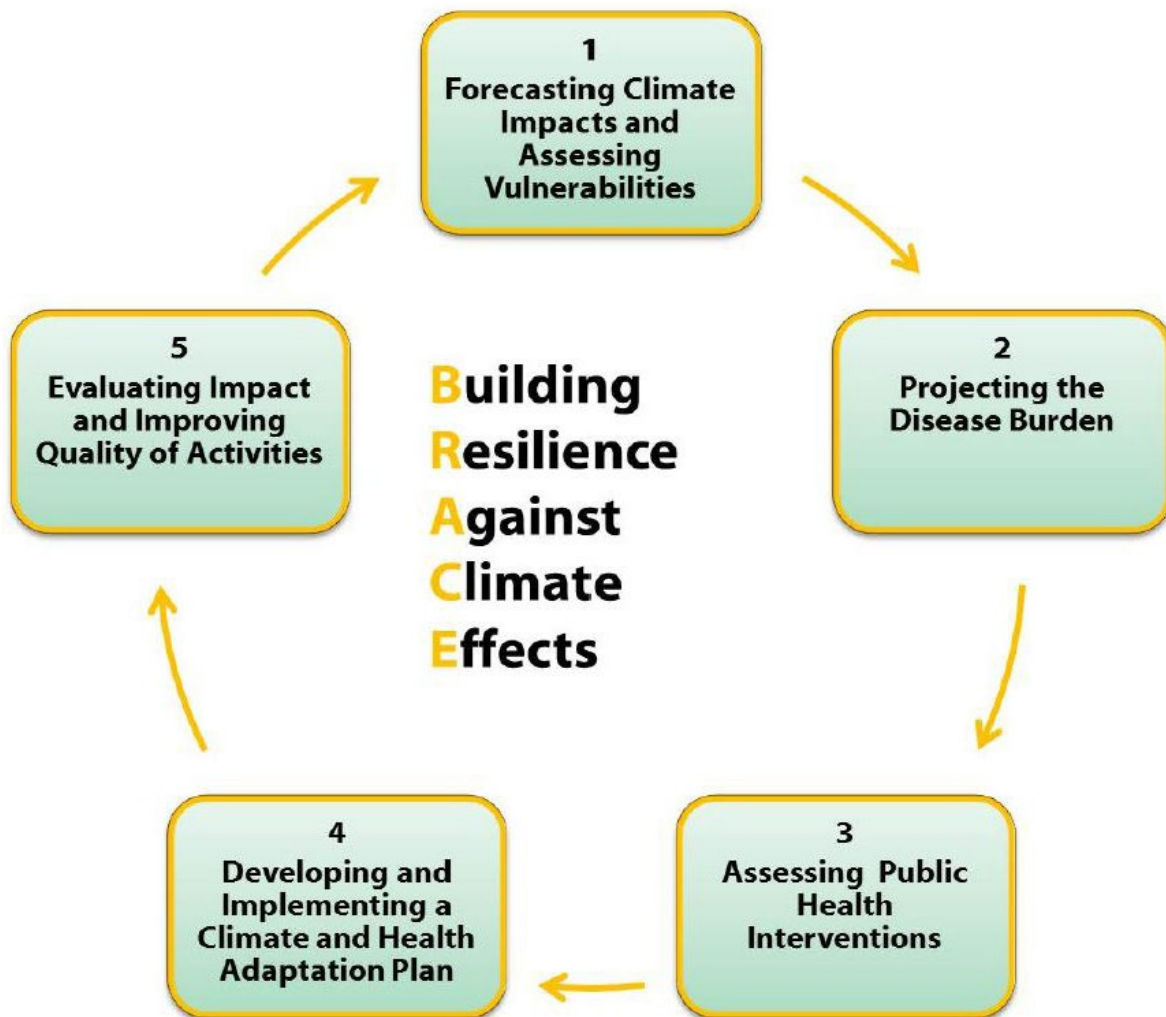 1
Forecasting Climate
Impacts and
Assessing
Vulnerabilities
2
Projecting the
Disease Burden
3
Assessing Public
Health
Interventions
4
Developing and
Implementing a
Climate and Health
Adaptation Plan
5
Evaluating Impact
and Improving
Quality of Activities
Building
Resilience
Against
Climate
Effects